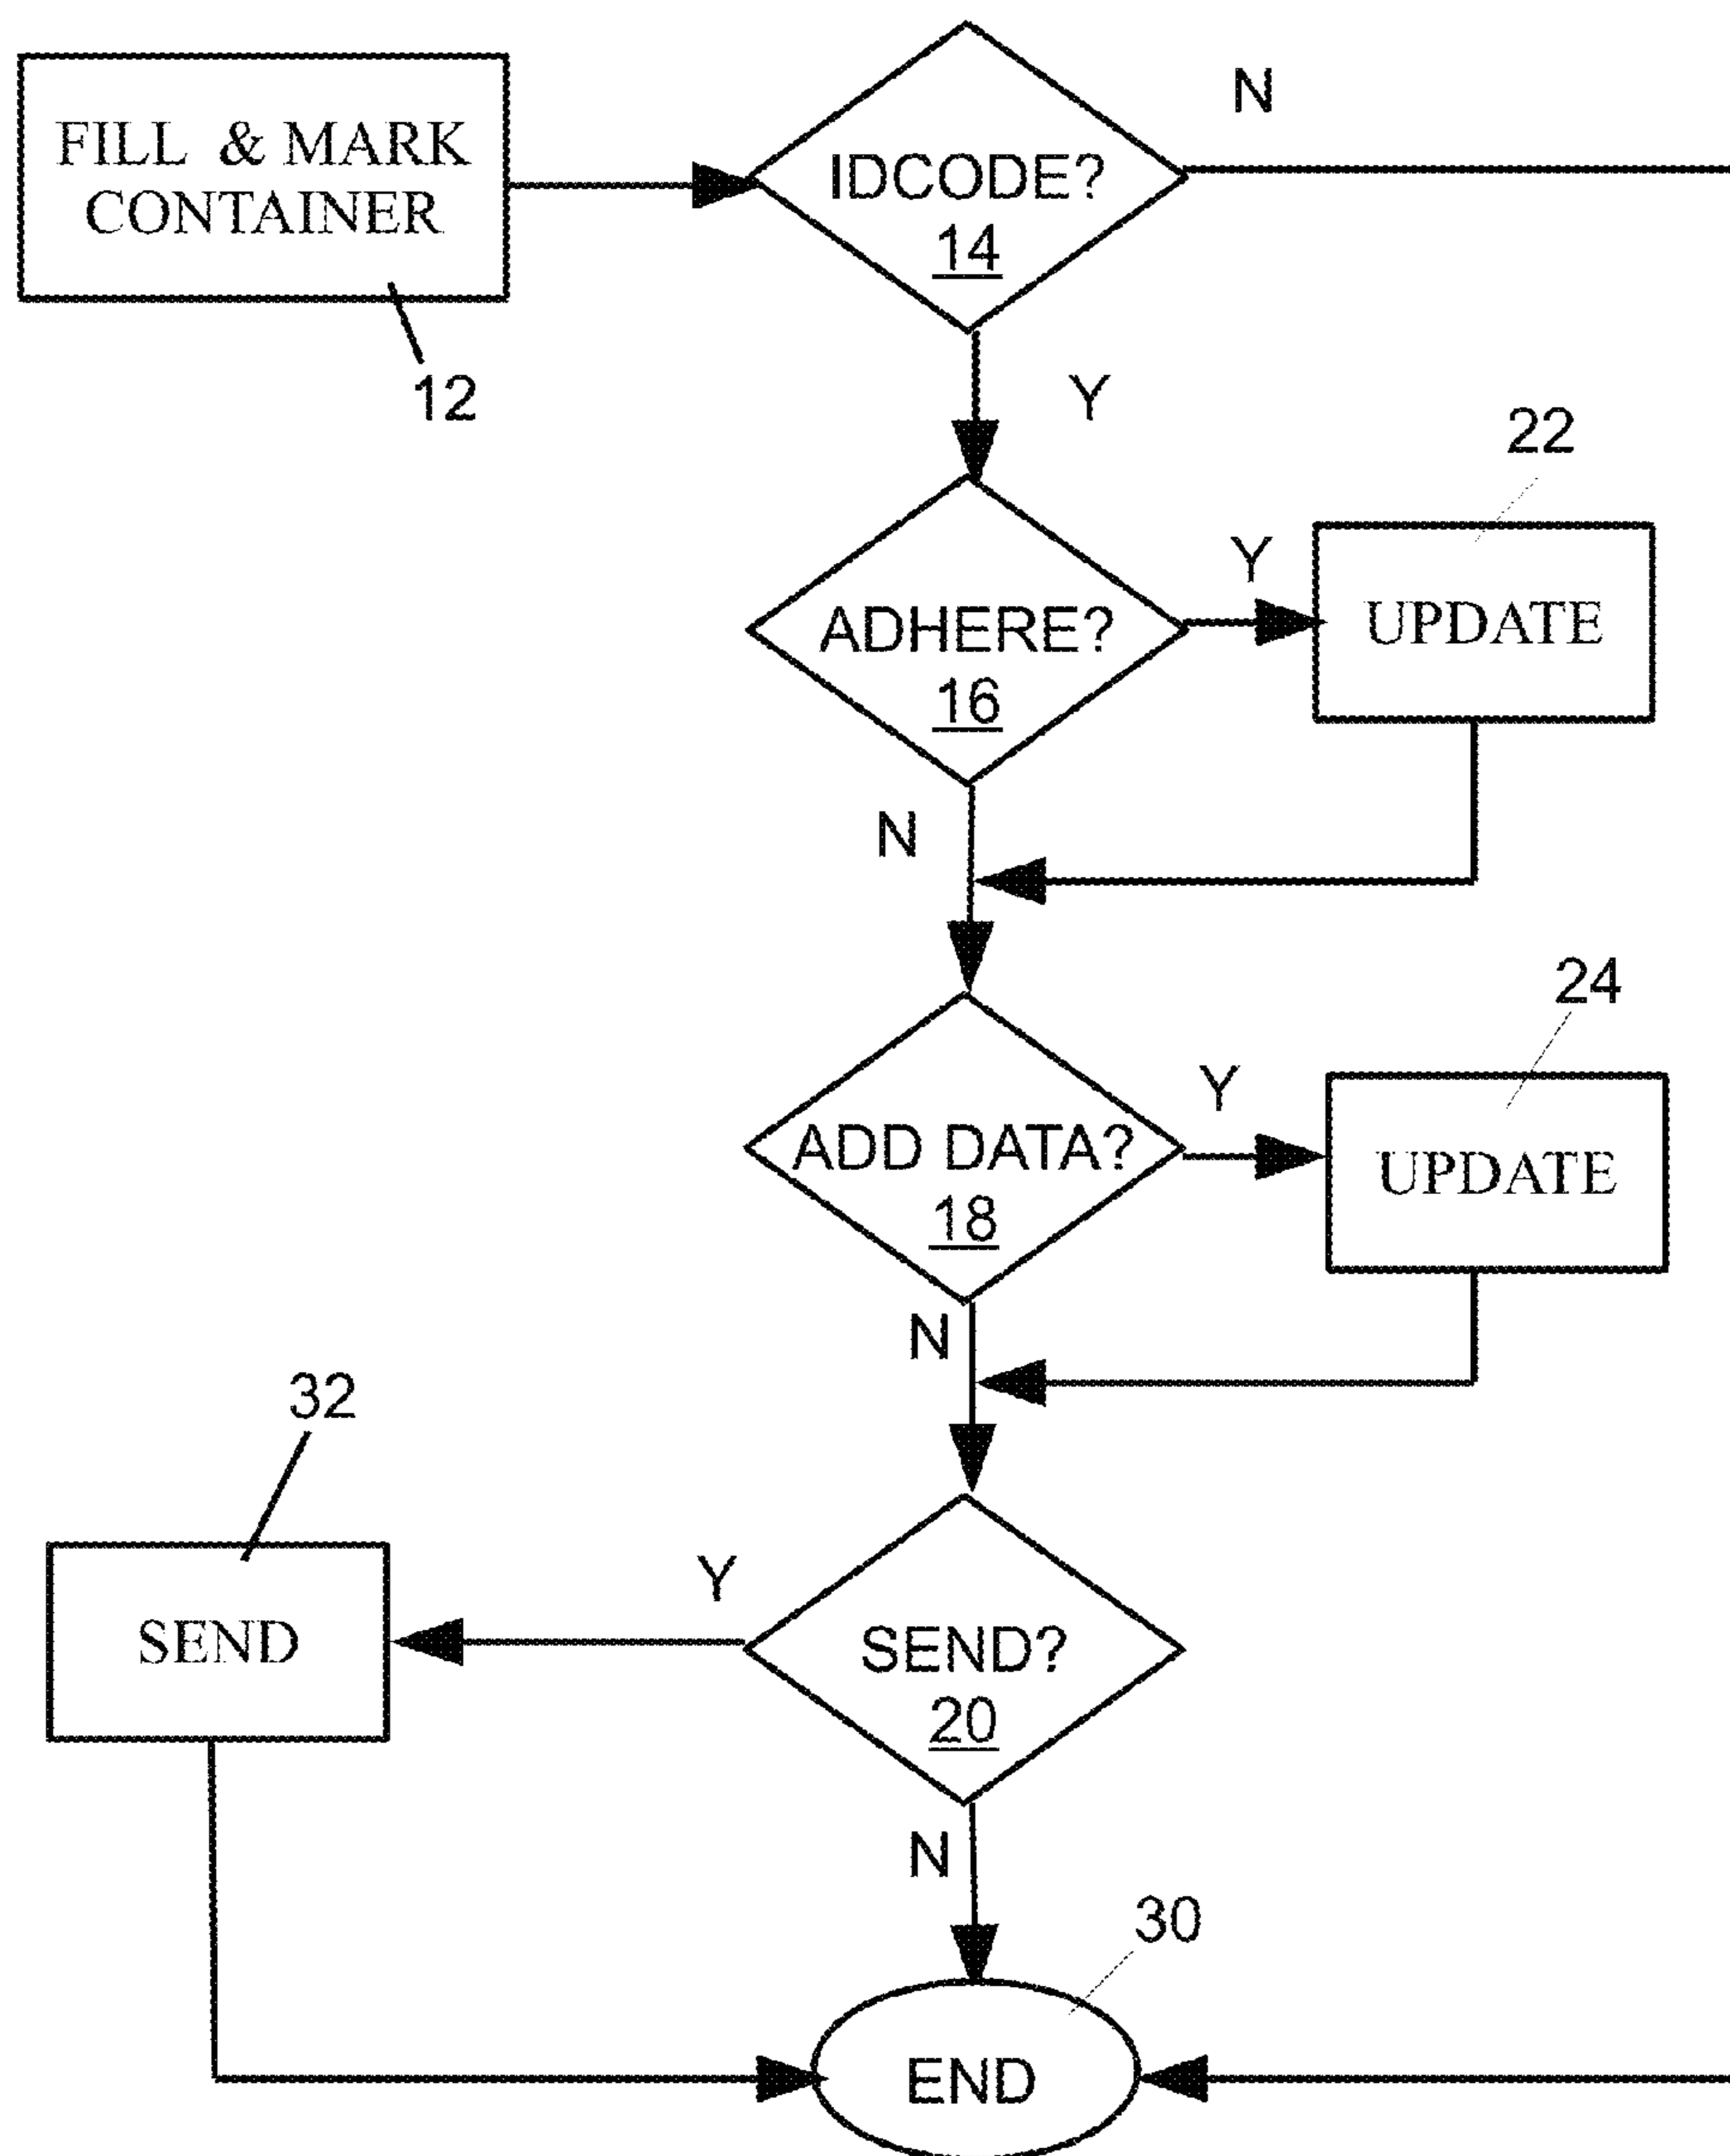 FILL & MARK
CONTAINER
12
IDCODE?
14
N
Y
ADHERE?
16
Y
22
UPDATE
N
ADD DATA?
18
Y
24
UPDATE
N
32
SEND
Y
SEND?
20
N
30
END